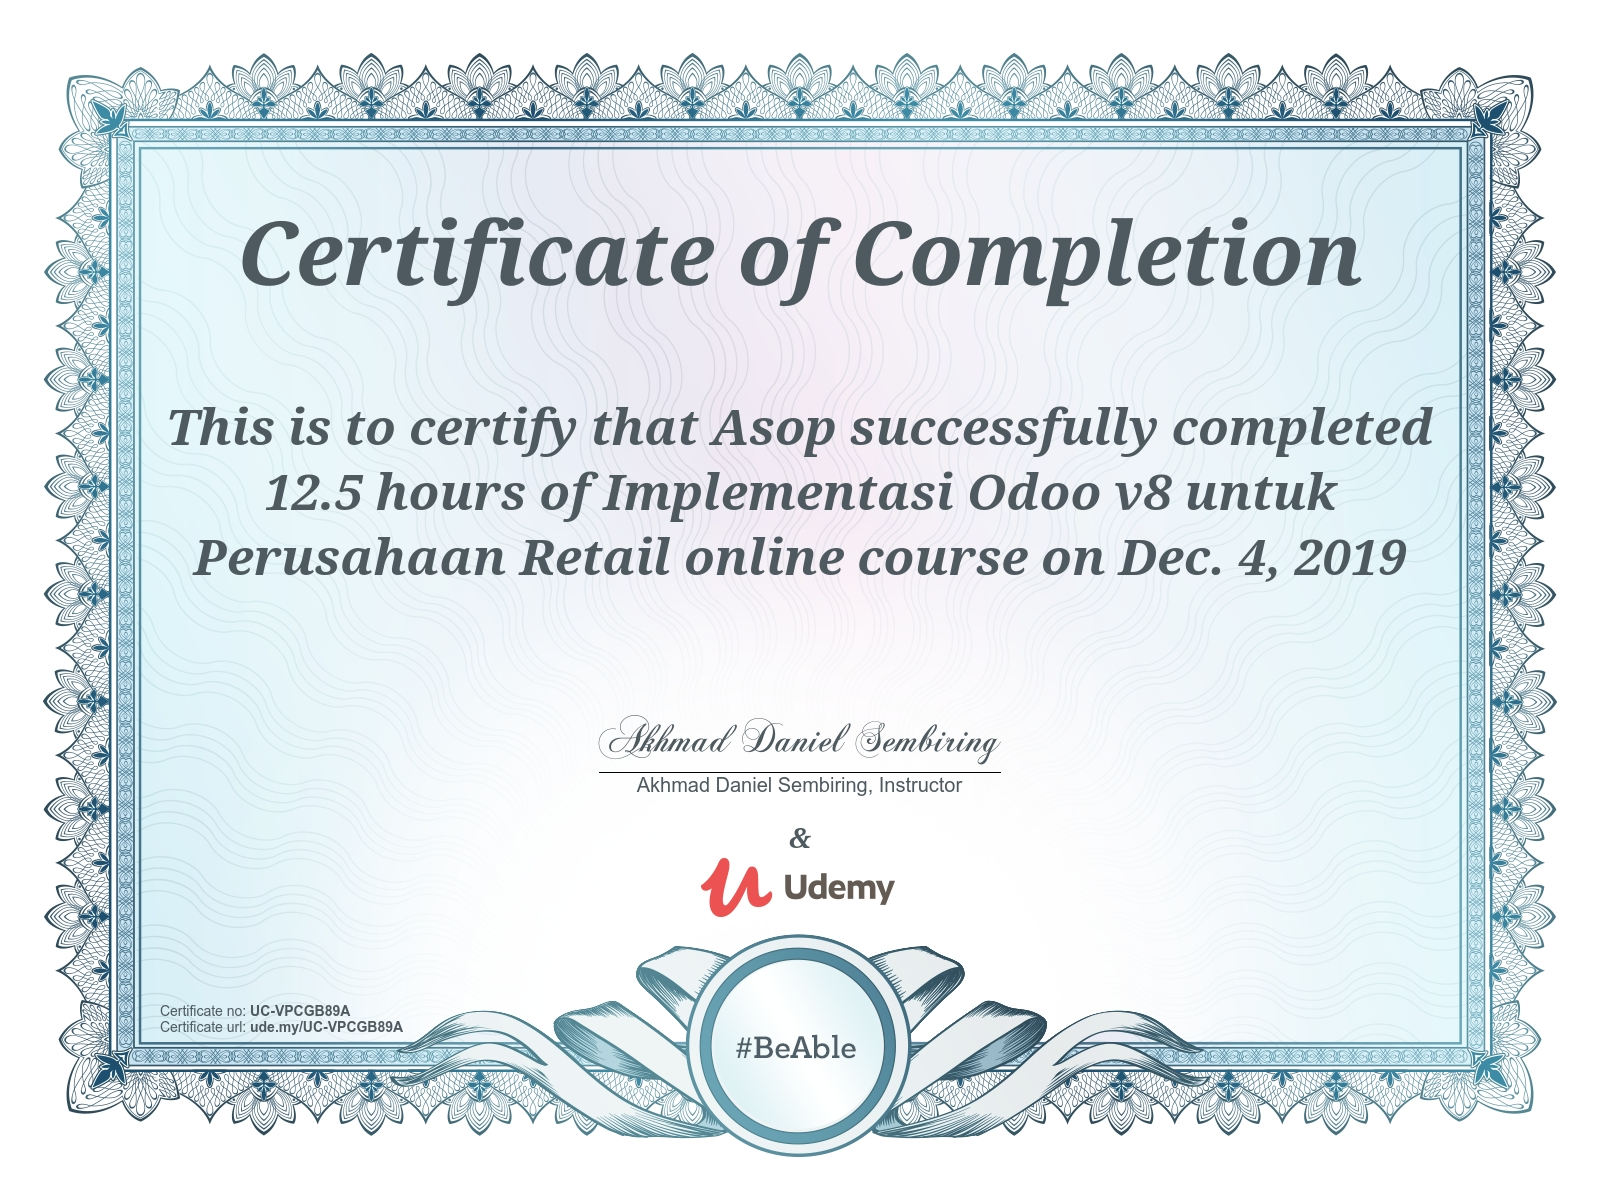 Certificate of Completion
This is to certify that Asop successfully completed
12.5 hours of Implementasi Odoo v8 untuk
Perusahaan Retail online course on Dec. 4, 2019
Akhmad Daniel Sembiring
Akhmad Daniel Sembiring, Instructor
&
Udemy
Certificate no: UC-VPCGB89A
Certificate url: ude.my/UC-VPCGB89A
#BeAble